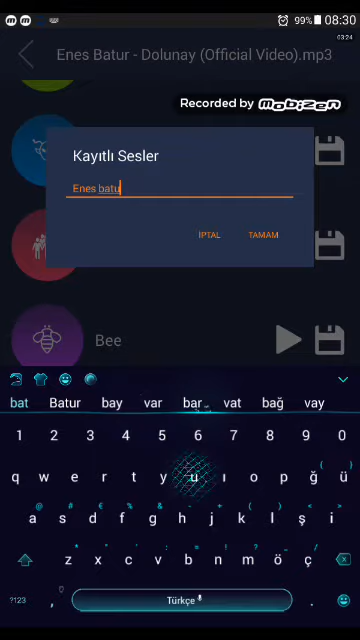 99% 08:30
03:24
Enes Batur - Dolunay (Official Video).mp3
Recorded by mobizen
Kayıtlı Sesler
Enes batu
İPTAL TAMAM
Bee
bat Batur bay var bar vat bağ vay
1 2 3 4 5 6 7 8 9 0
q w e r t y u ı o p ğ ü
a s d f g h j k l ş i
z x c v b n m ö ç
?123 , Türkçe .